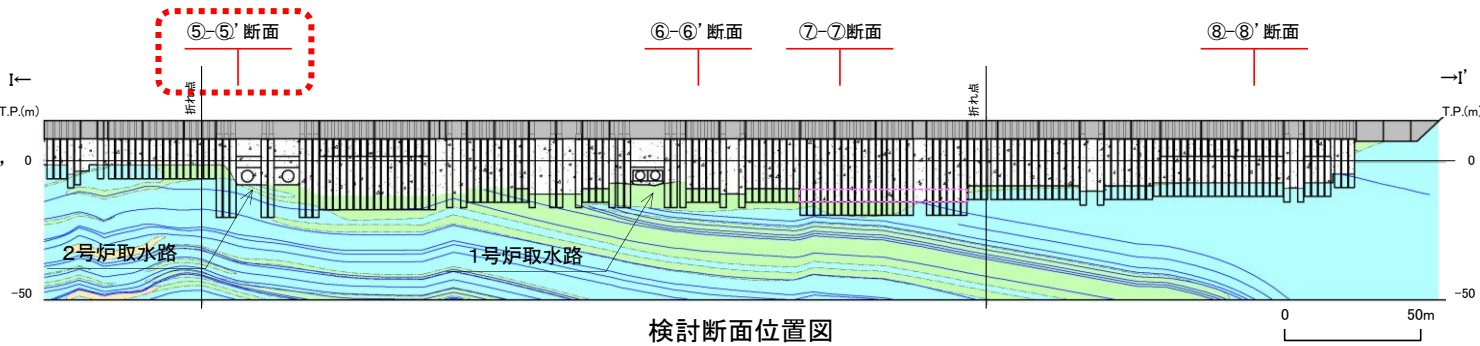 ⑤-⑤’断面
⑥-⑥’断面
⑦-⑦断面
⑧-⑧’断面
I←
→I’
折れ点
折れ点
T.P.(m)
T.P.(m)
0
0
2号炉取水路
1号炉取水路
-50
-50
検討断面位置図
0
50m